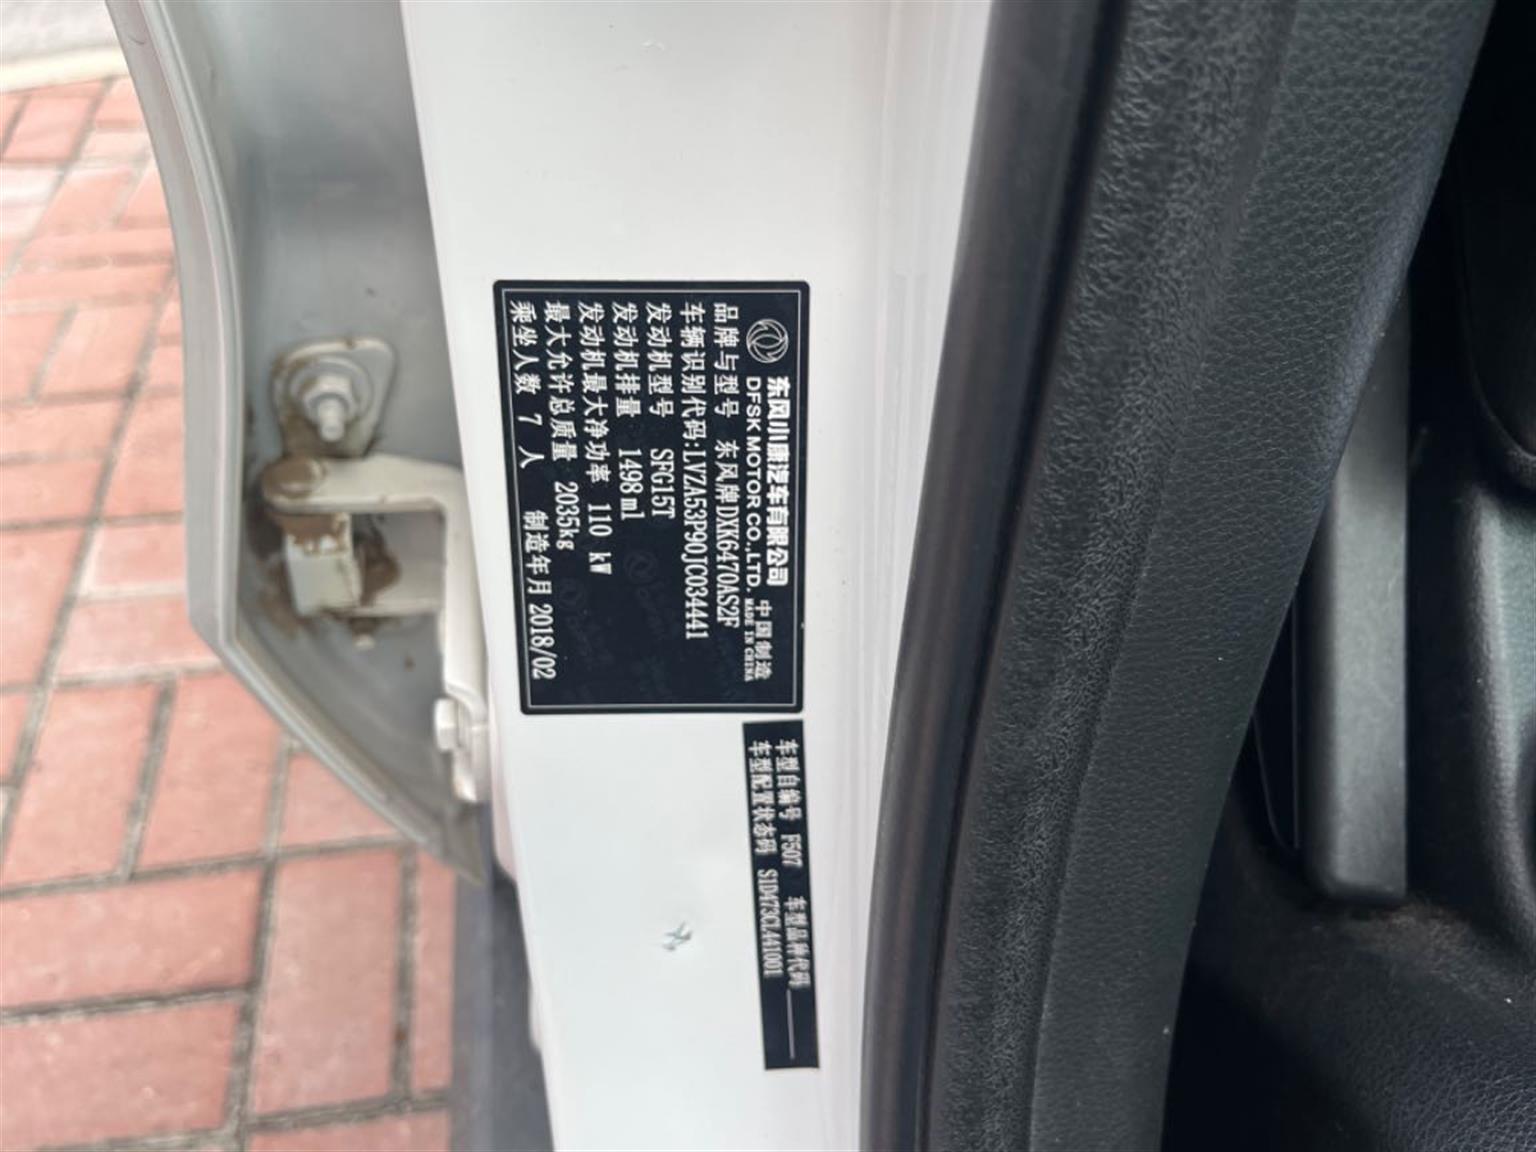 东风小康汽车有限公司
DFSK MOTOR CO.,LTD.
中国制造
MADE IN CHINA
品牌与型号 东风牌DXK6470AS2F
车辆识别代码:LVZA53P90JC034441
发动机型号 SFG15T
发动机排量 1498ml
发动机最大净功率 110 kW
最大允许总质量 2035kg
乘坐人数 7 人 制造年月 2018/02
车型自编号 F507 车型品种代码 ——
车型配置状态码 S1D473CL441001